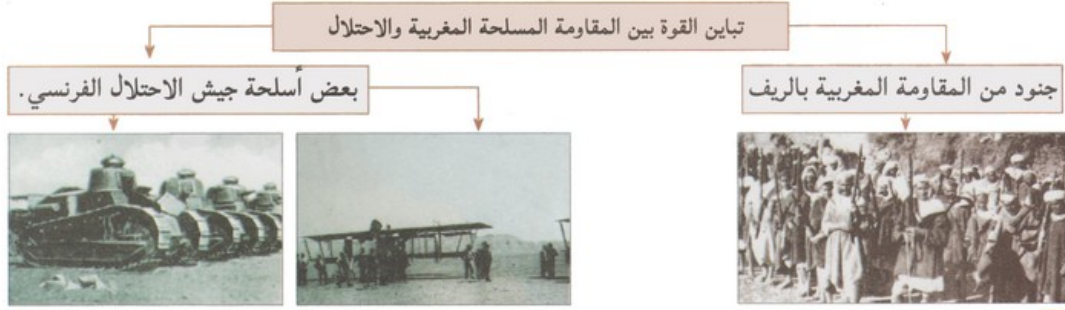 تباين القوة بين المقاومة المسلحة المغربية والاحتلال
جنود من المقاومة المغربية بالريف
بعض أسلحة جيش الاحتلال الفرنسي.